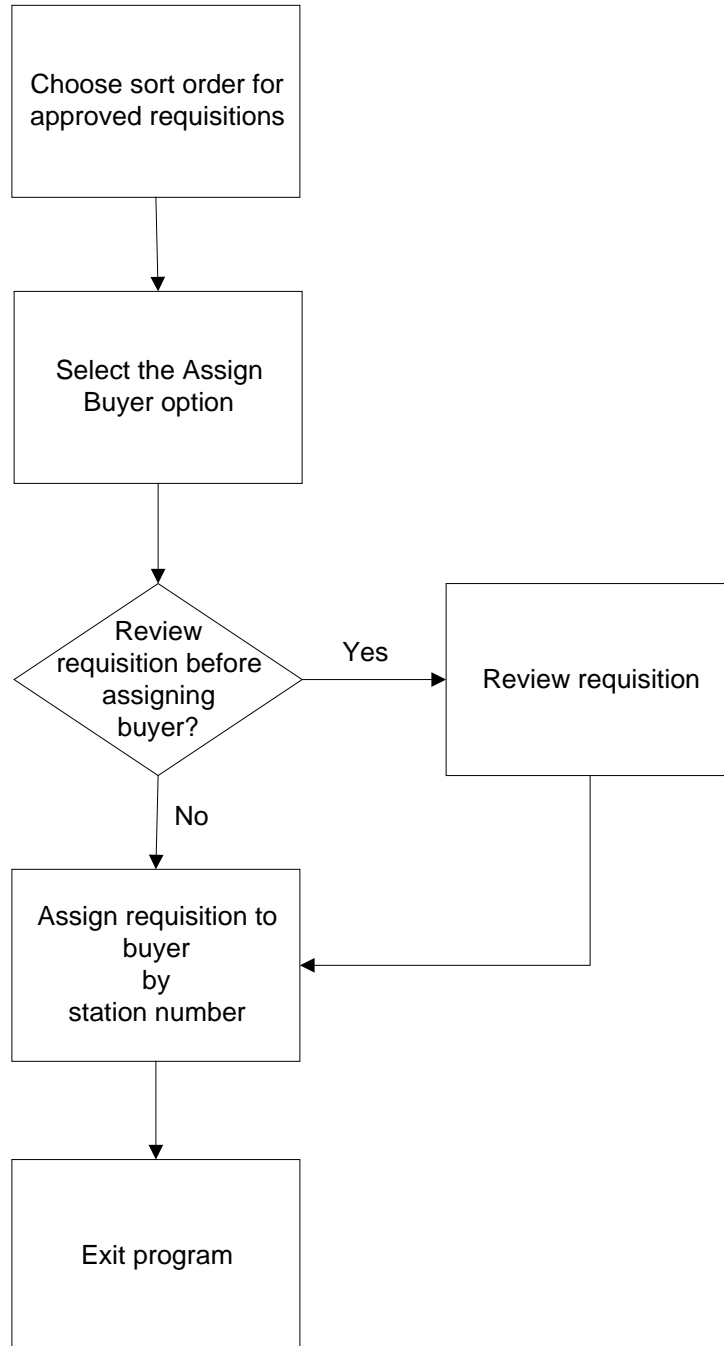 Choose sort order for
approved requisitions
Select the Assign
Buyer option
Review
requisition before
assigning
buyer?
Yes
Review requisition
No
Assign requisition to
buyer
by
station number
Exit program